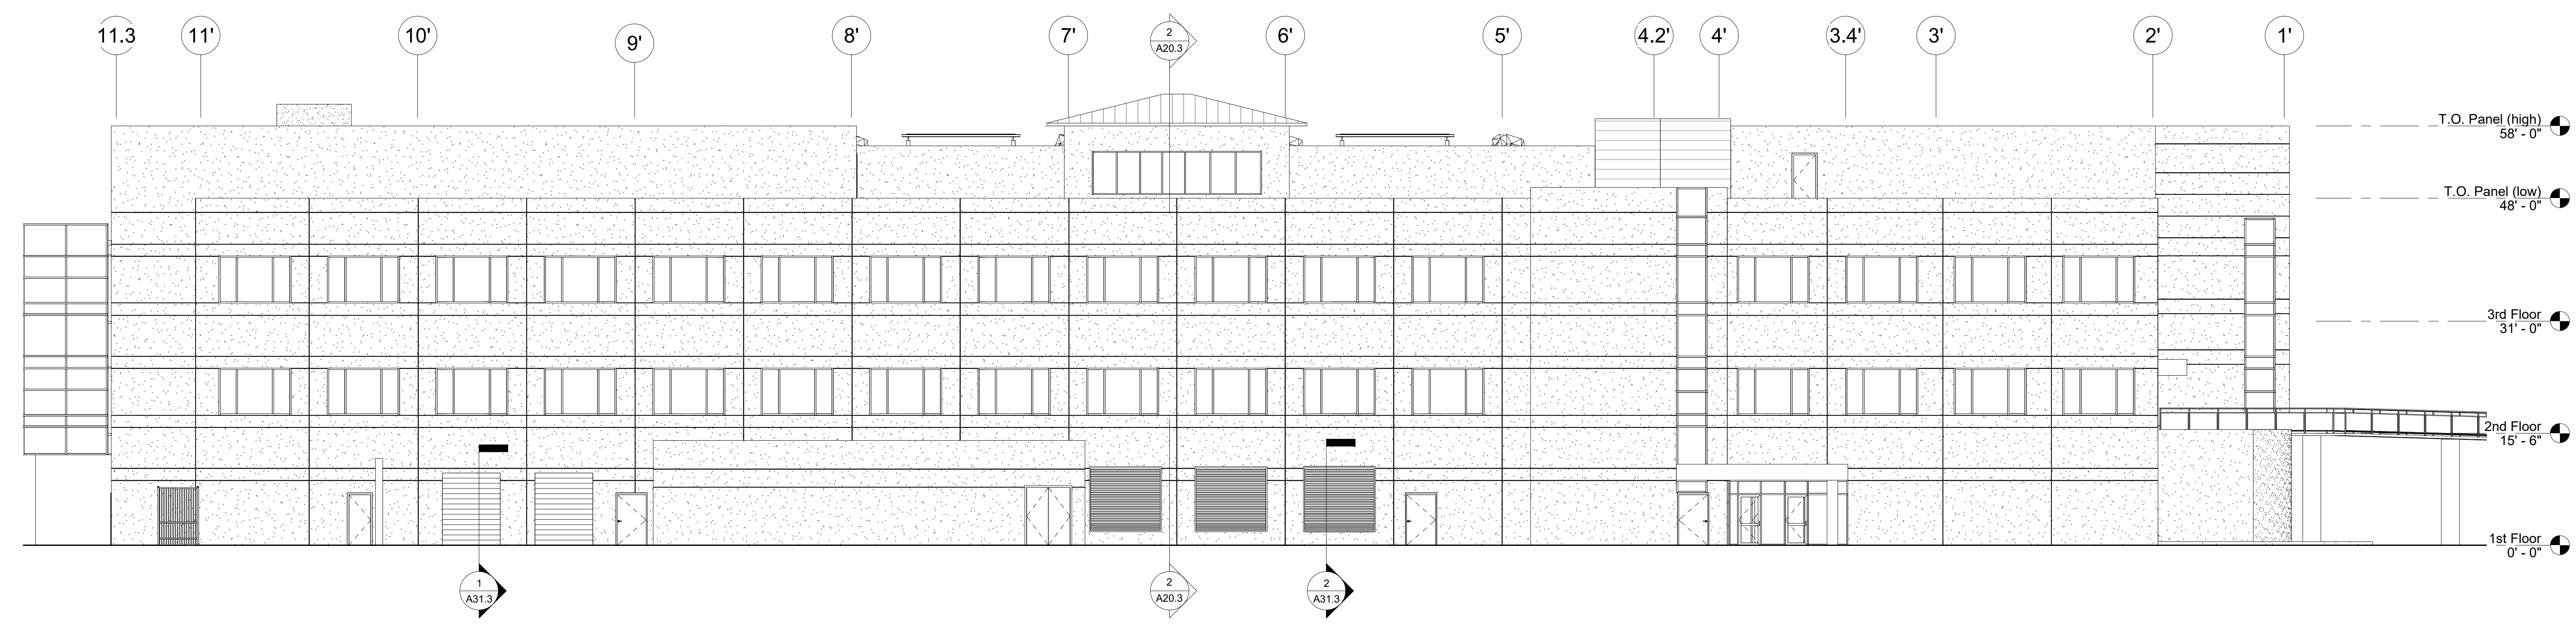 11.3
11'
10'
9'
8'
7'
2
A20.3
6'
5'
4.2'
4'
3.4'
3'
2'
1'
T.O. Panel (high)
58' - 0"
T.O. Panel (low)
48' - 0"
3rd Floor
31' - 0"
2nd Floor
15' - 6"
1st Floor
0' - 0"
1
A31.3
2
A20.3
2
A31.3